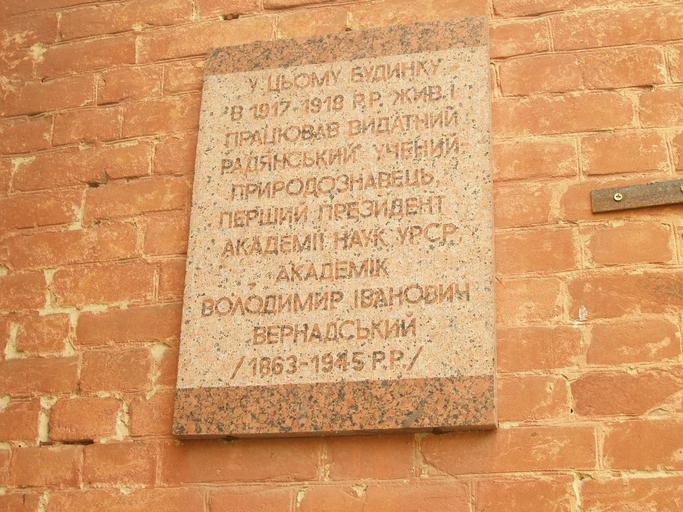 У ЦЬОМУ БУДИНКУ
В 1917-1918 Р.Р. ЖИВ І
ПРАЦЮВАВ ВИДАТНИЙ
РАДЯНСЬКИЙ УЧЕНИЙ-
ПРИРОДОЗНАВЕЦЬ,
ПЕРШИЙ ПРЕЗИДЕНТ
АКАДЕМІЇ НАУК УРСР
АКАДЕМІК
ВОЛОДИМИР ІВАНОВИЧ
ВЕРНАДСЬКИЙ
/1863-1945 Р.Р./